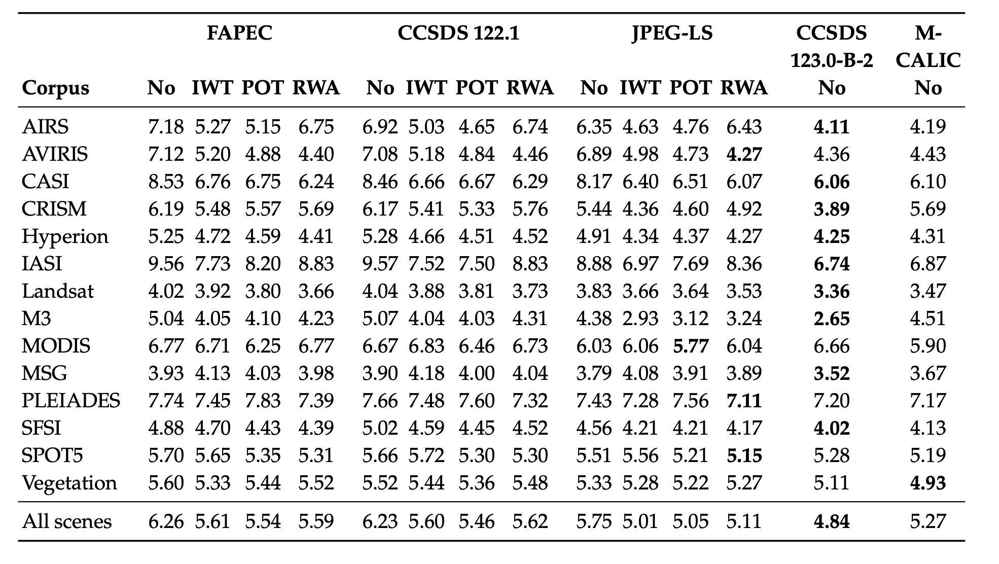 FAPEC CCSDS 122.1 JPEG-LS CCSDS M-
123.0-B-2 CALIC
Corpus No IWT POT RWA No IWT POT RWA No IWT POT RWA No No
AIRS 7.18 5.27 5.15 6.75 6.92 5.03 4.65 6.74 6.35 4.63 4.76 6.43 4.11 4.19
AVIRIS 7.12 5.20 4.88 4.40 7.08 5.18 4.84 4.46 6.89 4.98 4.73 4.27 4.36 4.43
CASI 8.53 6.76 6.75 6.24 8.46 6.66 6.67 6.29 8.17 6.40 6.51 6.07 6.06 6.10
CRISM 6.19 5.48 5.57 5.69 6.17 5.41 5.33 5.76 5.44 4.36 4.60 4.92 3.89 5.69
Hyperion 5.25 4.72 4.59 4.41 5.28 4.66 4.51 4.52 4.91 4.34 4.37 4.27 4.25 4.31
IASI 9.56 7.73 8.20 8.83 9.57 7.52 7.50 8.83 8.88 6.97 7.69 8.36 6.74 6.87
Landsat 4.02 3.92 3.80 3.66 4.04 3.88 3.81 3.73 3.83 3.66 3.64 3.53 3.36 3.47
M3 5.04 4.05 4.10 4.23 5.07 4.04 4.03 4.31 4.38 2.93 3.12 3.24 2.65 4.51
MODIS 6.77 6.71 6.25 6.77 6.67 6.83 6.46 6.73 6.03 6.06 5.77 6.04 6.66 5.90
MSG 3.93 4.13 4.03 3.98 3.90 4.18 4.00 4.04 3.79 4.08 3.91 3.89 3.52 3.67
PLEIADES 7.74 7.45 7.83 7.39 7.66 7.48 7.60 7.32 7.43 7.28 7.56 7.11 7.20 7.17
SFSI 4.88 4.70 4.43 4.39 5.02 4.59 4.45 4.52 4.56 4.21 4.21 4.17 4.02 4.13
SPOT5 5.70 5.65 5.35 5.31 5.66 5.72 5.30 5.30 5.51 5.56 5.21 5.15 5.28 5.19
Vegetation 5.60 5.33 5.44 5.52 5.52 5.44 5.36 5.48 5.33 5.28 5.22 5.27 5.11 4.93
All scenes 6.26 5.61 5.54 5.59 6.23 5.60 5.46 5.62 5.75 5.01 5.05 5.11 4.84 5.27